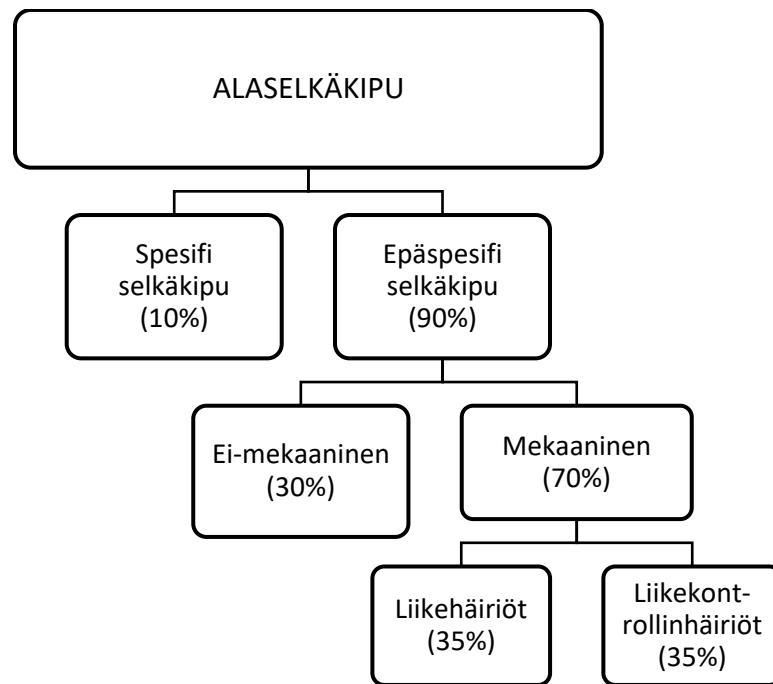 ALASELKÄKIPU
Spesifi
selkäkipu
(10%)
Epäspesifi
selkäkipu
(90%)
Ei-mekaaninen
(30%)
Mekaaninen
(70%)
Liikehäiriöt
(35%)
Liikekont-
rollinhäiriöt
(35%)